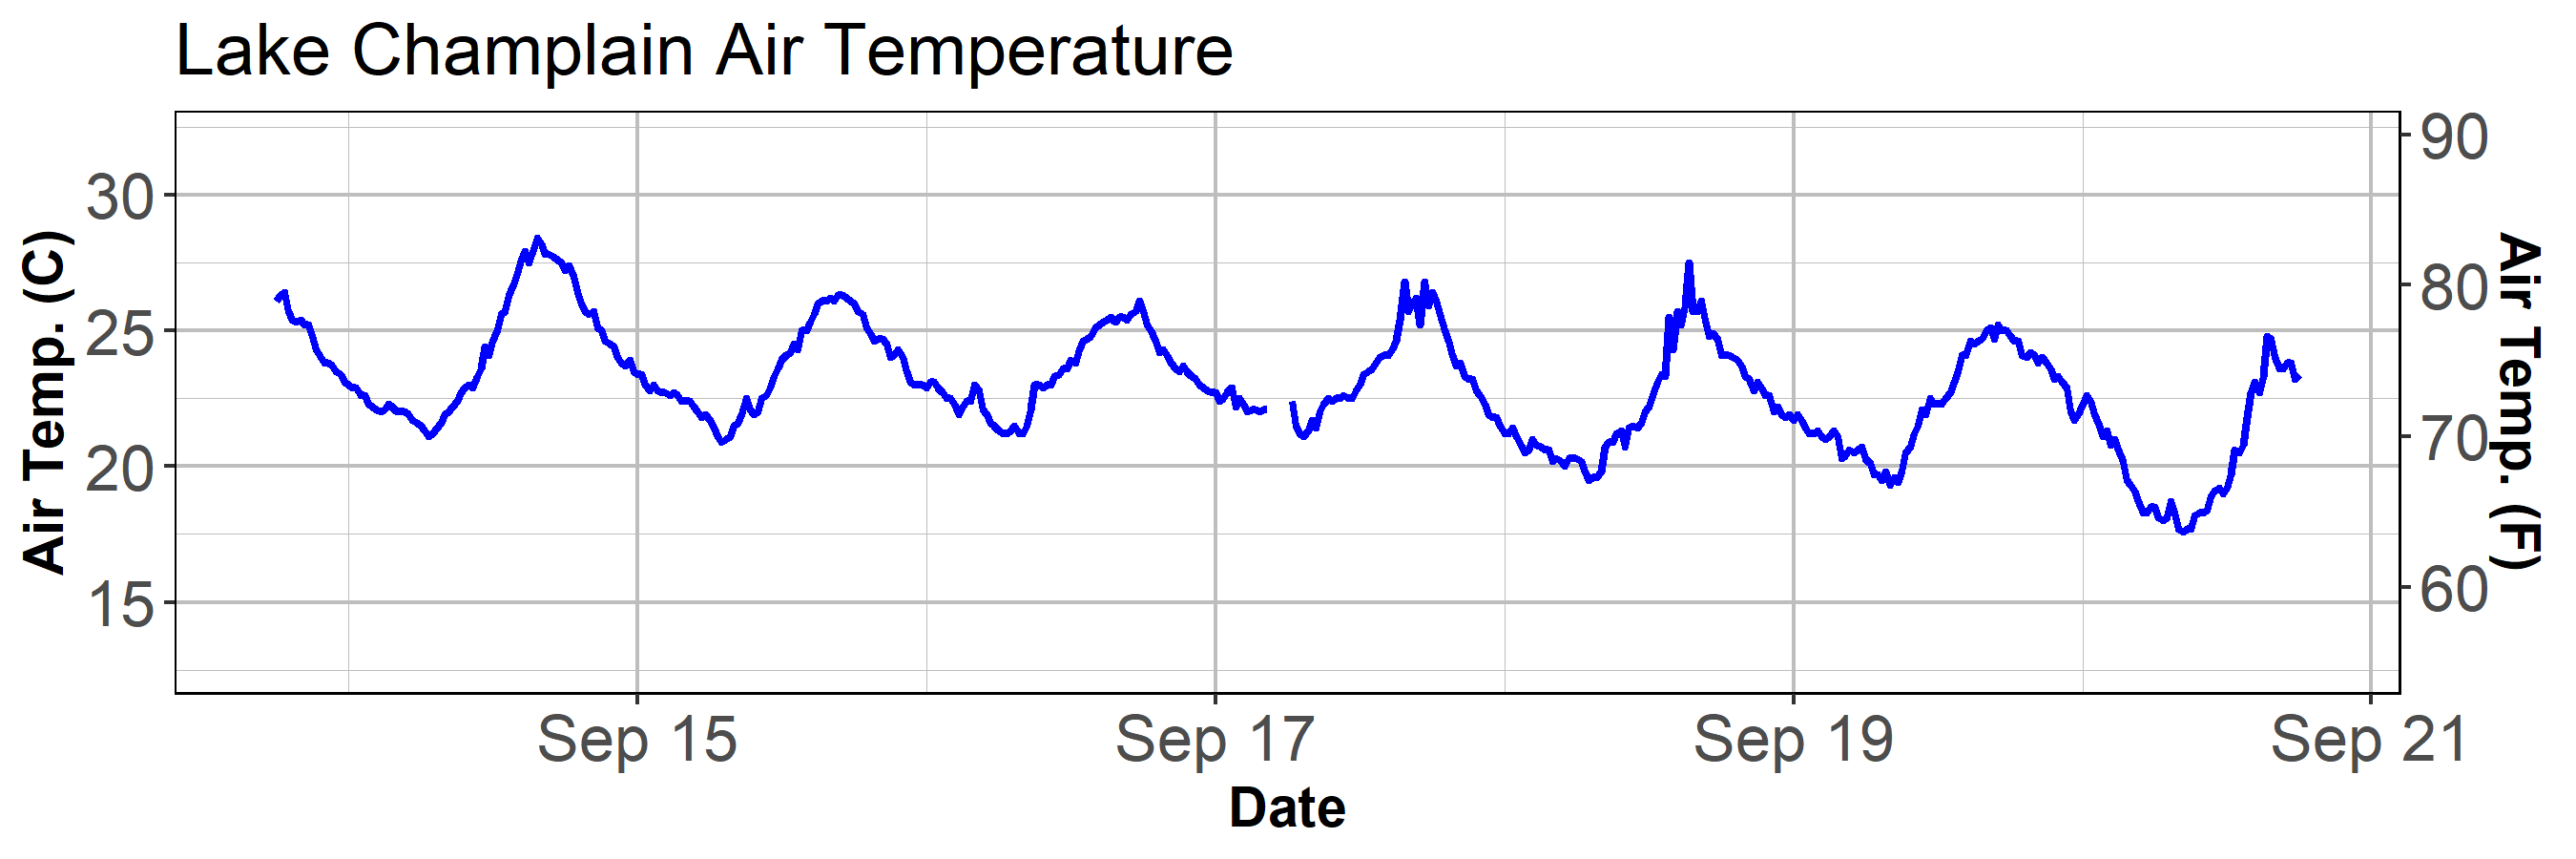 Lake Champlain Air Temperature
Air Temp. (C)
30
25
20
15
90
80
70
60
Air Temp. (F)
Sep 15
Sep 17
Sep 19
Sep 21
Date